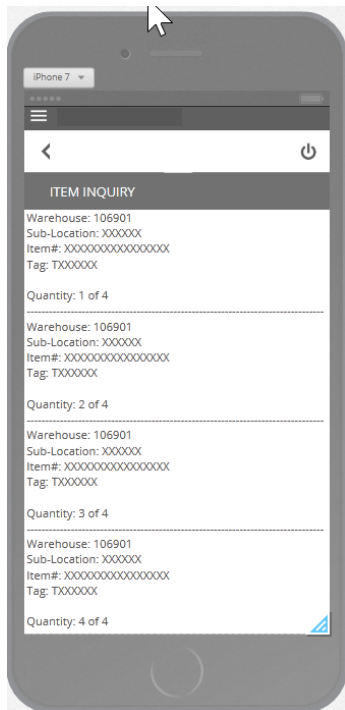 iPhone 7
ITEM INQUIRY
Warehouse: 106901
Sub-Location: XXXXXX
Item#: XXXXXXXXXXXXXXXX
Tag: TXXXXXX
Quantity: 1 of 4
Warehouse: 106901
Sub-Location: XXXXXX
Item#: XXXXXXXXXXXXXXXX
Tag: TXXXXXX
Quantity: 2 of 4
Warehouse: 106901
Sub-Location: XXXXXX
Item#: XXXXXXXXXXXXXXXX
Tag: TXXXXXX
Quantity: 3 of 4
Warehouse: 106901
Sub-Location: XXXXXX
Item#: XXXXXXXXXXXXXXXX
Tag: TXXXXXX
Quantity: 4 of 4